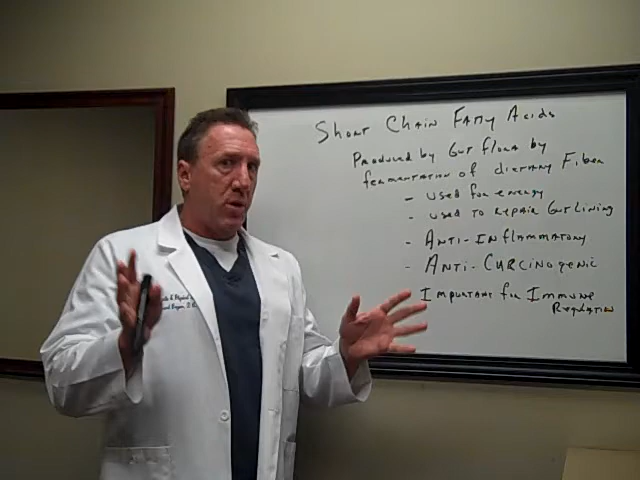 Short Chain Fatty Acids
Produced by Gut flora by
fermentation of dietary Fiber
- used for energy
- used to repair Gut Lining
- Anti-Inflammatory
- Anti-Carcinogenic
Important for Immune
Regulation
& Physical